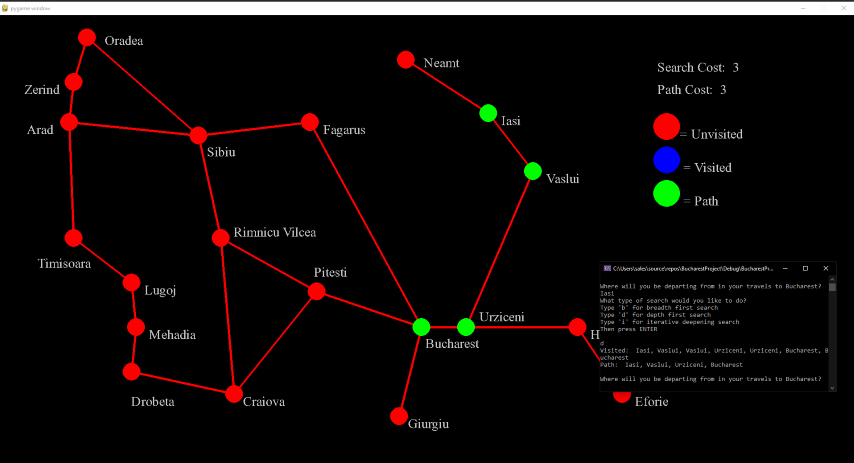 pygame window
Oradea
Neamt
Search Cost: 3
Zerind
Path Cost: 3
Arad
Iasi
Fagarus
= Unvisited
Sibiu
= Visited
Vaslui
= Path
Rimnicu Vilcea
Timisoara
Pitesti
Lugoj
Urziceni
Mehadia
H
Bucharest
Drobeta
Craiova
Eforie
Giurgiu
C:\Users\sales\source\repos\BucharestProject\Debug\BucharestPr...
Where will you be departing from in your travels to Bucharest?
Iasi
What type of search would you like to do?
Type 'b' for breadth first search
Type 'd' for depth first search
Type 'i' for iterative deepening search
Then press ENTER
d
Visited: Iasi, Vaslui, Vaslui, Urziceni, Urziceni, Bucharest, B
ucharest
Path: Iasi, Vaslui, Urziceni, Bucharest
Where will you be departing from in your travels to Bucharest?